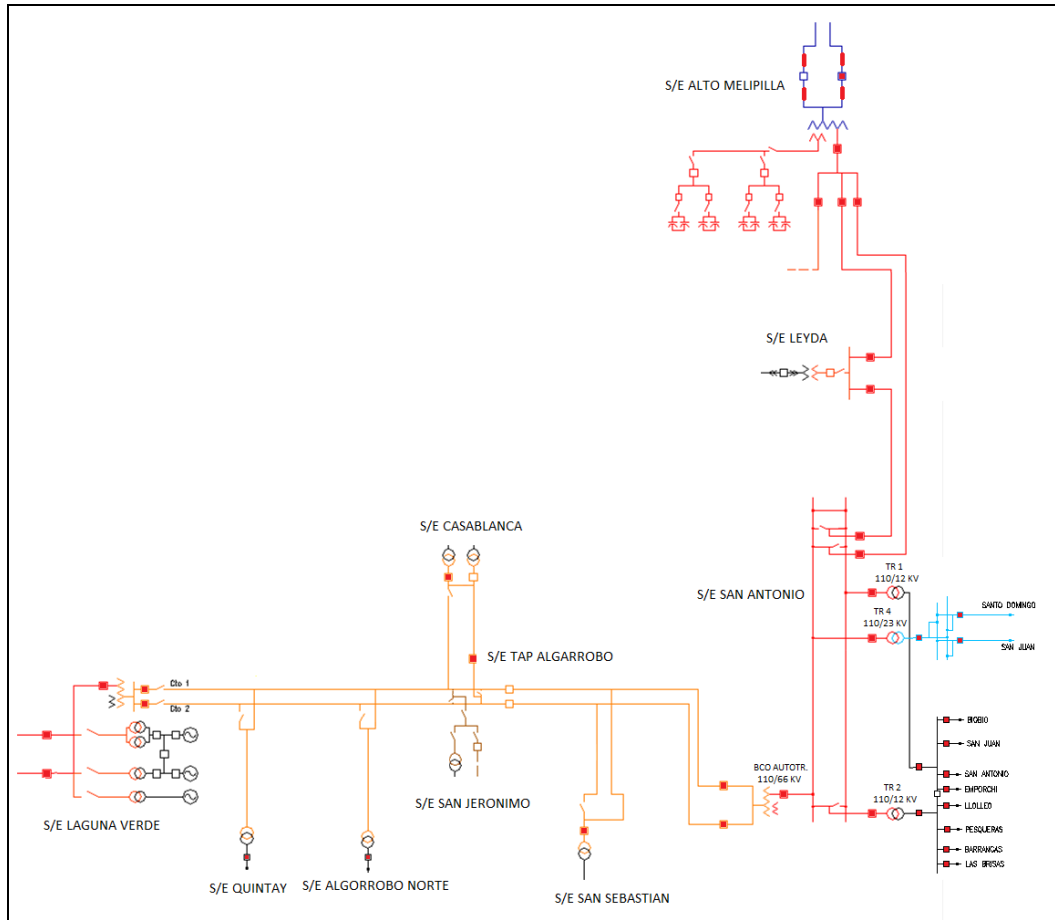 S/E ALTO MELIPILLA
S/E LEYDA
S/E CASABLANCA
TR 1
110/12 KV
S/E SAN ANTONIO
TR 4
110/23 KV
SANTO DOMINGO
SAN JUAN
S/E TAP ALGARROBO
Cto 1
Cto 2
BCO AUTOTR.
110/66 KV
TR 2
110/12 KV
BIOBIO
SAN JUAN
SAN ANTONIO
EMPORCHI
LLOLLEO
PESQUERAS
BARRANCAS
LAS BRISAS
S/E SAN JERONIMO
S/E LAGUNA VERDE
S/E QUINTAY
S/E ALGORROBO NORTE
S/E SAN SEBASTIAN